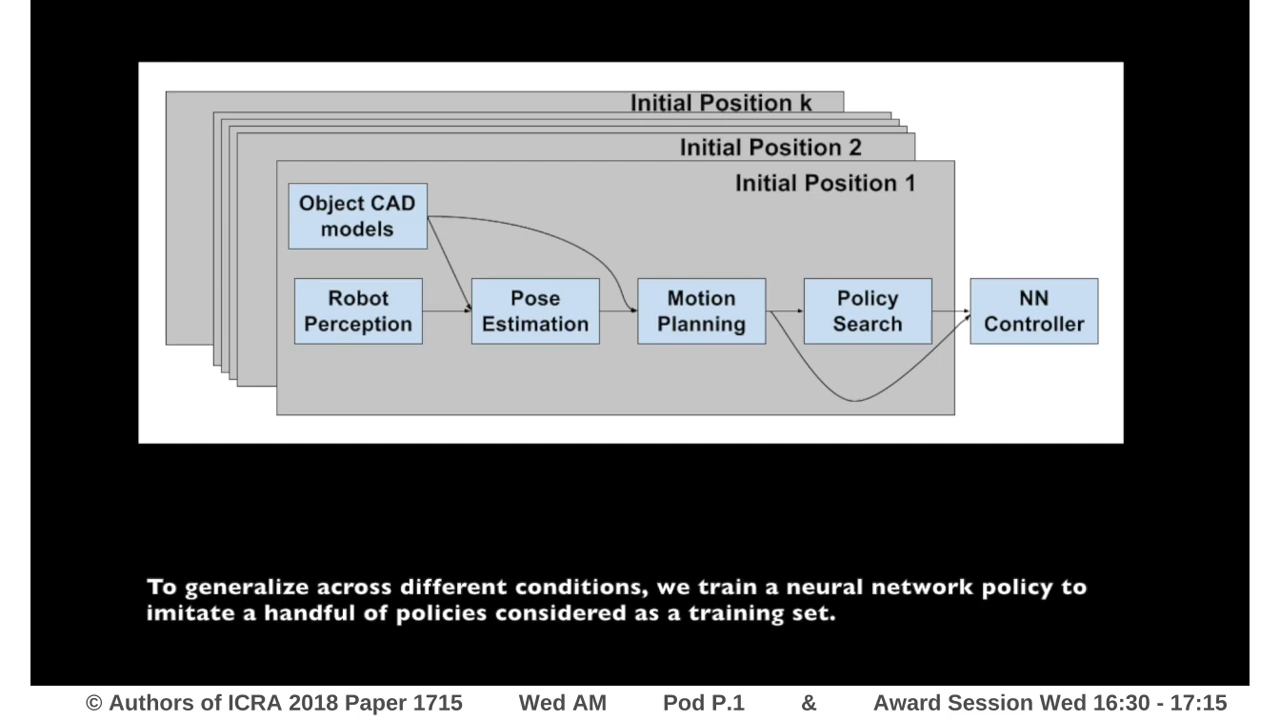 Initial Position k
Initial Position 2
Initial Position 1
Object CAD
models
Robot
Perception
Pose
Estimation
Motion
Planning
Policy
Search
NN
Controller
To generalize across different conditions, we train a neural network policy to
imitate a handful of policies considered as a training set.
© Authors of ICRA 2018 Paper 1715 Wed AM Pod P.1 & Award Session Wed 16:30 - 17:15